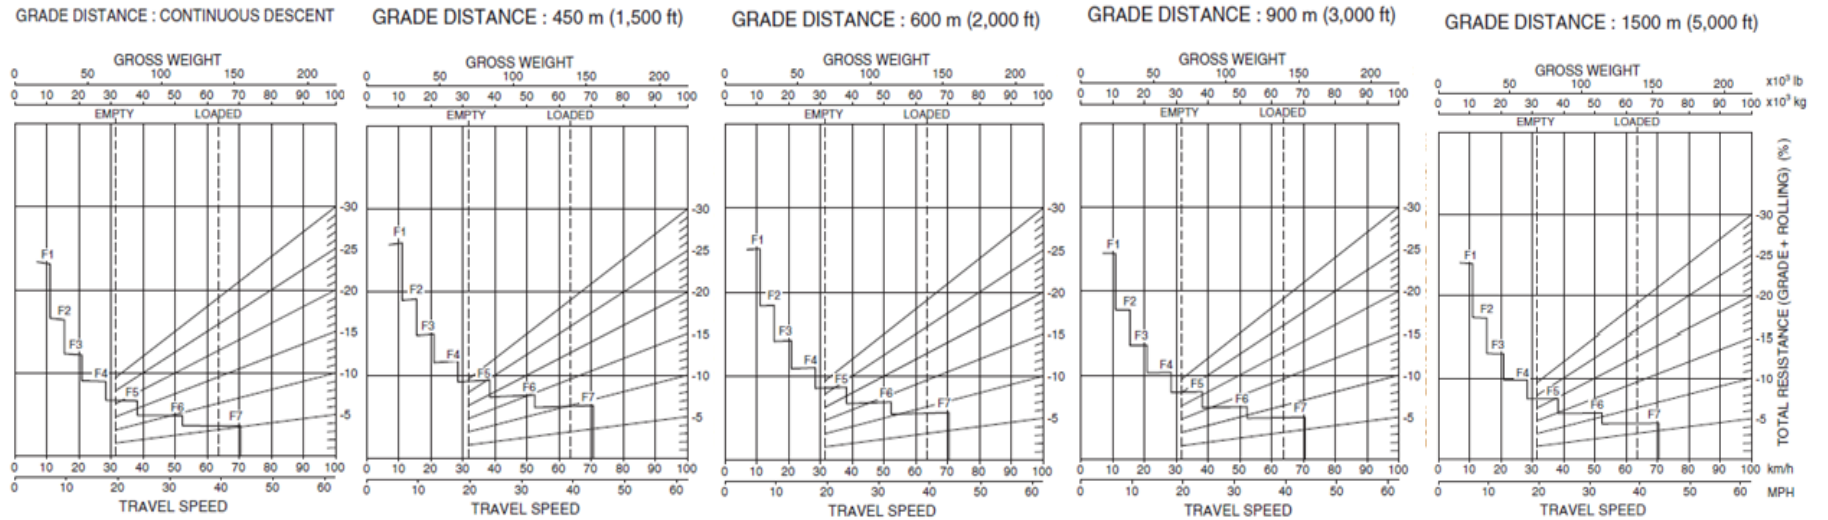 GRADE DISTANCE : CONTINUOUS DESCENT
GROSS WEIGHT
0 50 100 150 200
0 10 20 30 40 50 60 70 80 90 100
EMPTY LOADED
F1
F2
F3
F4
F5
F6
F7
-30
-25
-20
-15
-10
-5
0 10 20 30 40 50 60 70 80 90 100
0 10 20 30 40 50 60
TRAVEL SPEED
GRADE DISTANCE : 450 m (1,500 ft)
GROSS WEIGHT
0 50 100 150 200
0 10 20 30 40 50 60 70 80 90 100
EMPTY LOADED
F1
F2
F3
F4
F5
F6
F7
-30
-25
-20
-15
-10
-5
0 10 20 30 40 50 60 70 80 90 100
0 10 20 30 40 50 60
TRAVEL SPEED
GRADE DISTANCE : 600 m (2,000 ft)
GROSS WEIGHT
0 50 100 150 200
0 10 20 30 40 50 60 70 80 90 100
EMPTY LOADED
F1
F2
F3
F4
F5
F6
F7
-30
-25
-20
-15
-10
-5
0 10 20 30 40 50 60 70 80 90 100
0 10 20 30 40 50 60
TRAVEL SPEED
GRADE DISTANCE : 900 m (3,000 ft)
GROSS WEIGHT
0 50 100 150 200
0 10 20 30 40 50 60 70 80 90 100
EMPTY LOADED
F1
F2
F3
F4
F5
F6
F7
-30
-25
-20
-15
-10
-5
0 10 20 30 40 50 60 70 80 90 100
0 10 20 30 40 50 60
TRAVEL SPEED
GRADE DISTANCE : 1500 m (5,000 ft)
GROSS WEIGHT
0 50 100 150 200 x10³ lb
0 10 20 30 40 50 60 70 80 90 100 x10³ kg
EMPTY LOADED
F1
F2
F3
F4
F5
F6
F7
-30
-25
-20
-15
-10
-5
TOTAL RESISTANCE (GRADE + ROLLING) (%)
0 10 20 30 40 50 60 70 80 90 100 km/h
0 10 20 30 40 50 60 MPH
TRAVEL SPEED